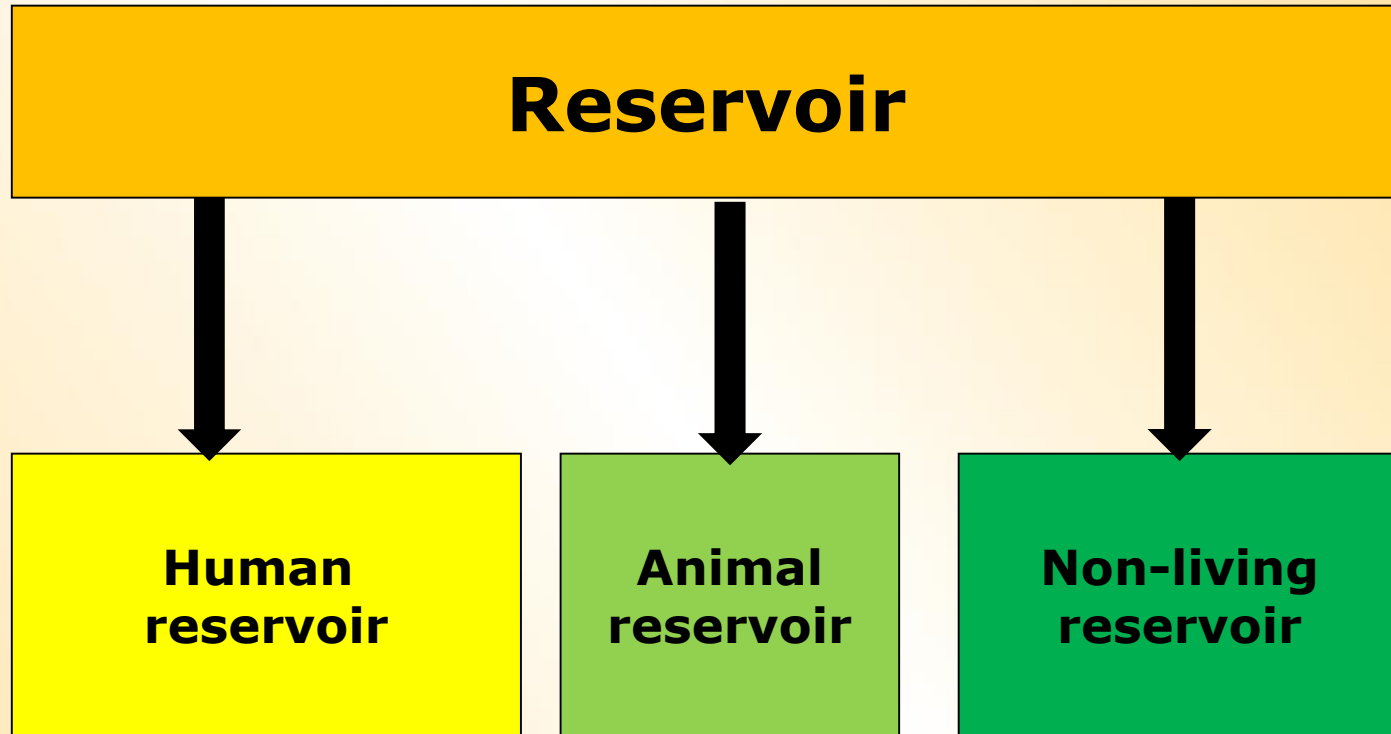 Reservoir
Human
reservoir
Animal
reservoir
Non-living
reservoir